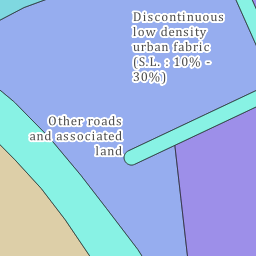 Discontinuous
low density
urban fabric
(S.L. : 10% -
30%)
Other roads
and associated
land